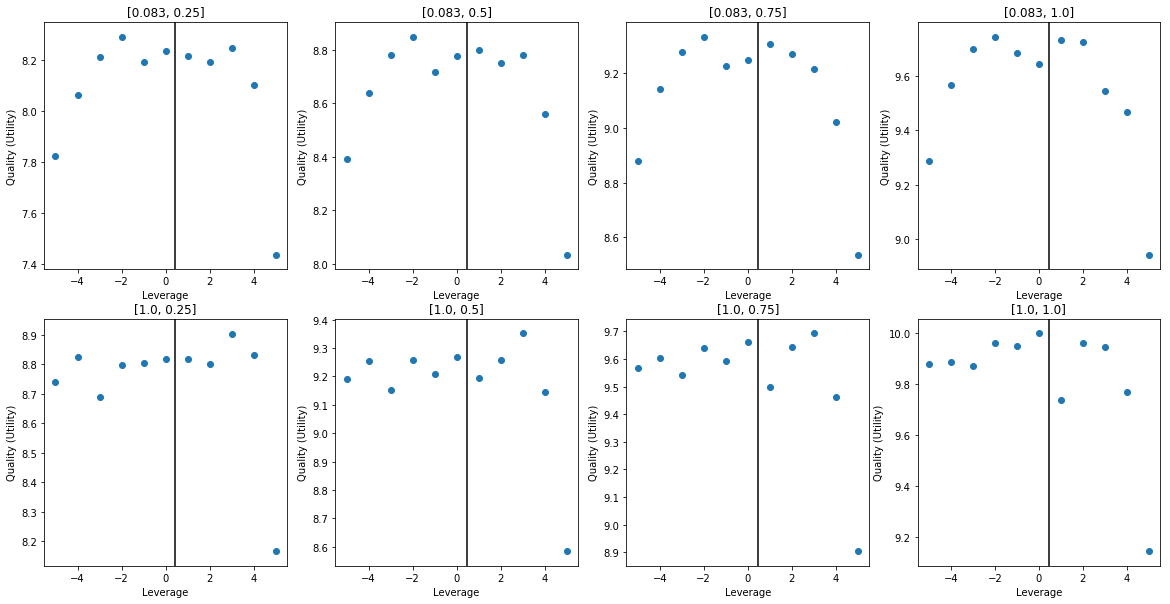 [0.083, 0.25]
Quality (Utility)
8.2
8.0
7.8
7.6
7.4
−4 −2 0 2 4
Leverage
[0.083, 0.5]
Quality (Utility)
8.8
8.6
8.4
8.2
8.0
−4 −2 0 2 4
Leverage
[0.083, 0.75]
Quality (Utility)
9.2
9.0
8.8
8.6
−4 −2 0 2 4
Leverage
[0.083, 1.0]
Quality (Utility)
9.6
9.4
9.2
9.0
−4 −2 0 2 4
Leverage
[1.0, 0.25]
Quality (Utility)
8.9
8.8
8.7
8.6
8.5
8.4
8.3
8.2
−4 −2 0 2 4
Leverage
[1.0, 0.5]
Quality (Utility)
9.4
9.3
9.2
9.1
9.0
8.9
8.8
8.7
8.6
−4 −2 0 2 4
Leverage
[1.0, 0.75]
Quality (Utility)
9.7
9.6
9.5
9.4
9.3
9.2
9.1
9.0
8.9
−4 −2 0 2 4
Leverage
[1.0, 1.0]
Quality (Utility)
10.0
9.8
9.6
9.4
9.2
−4 −2 0 2 4
Leverage